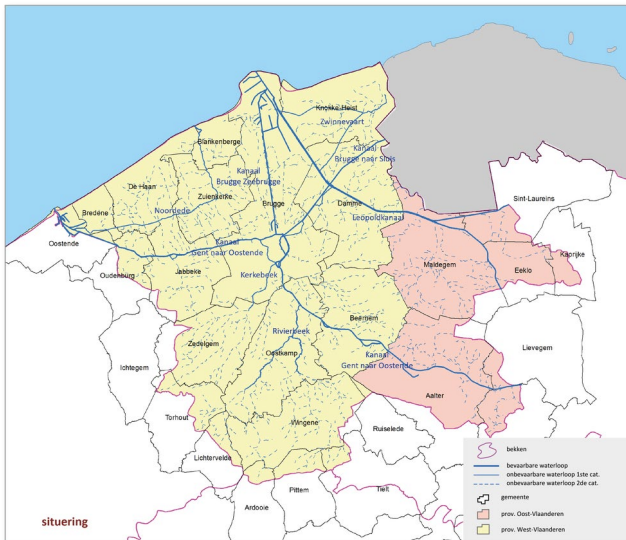 Knokke-Heist
Zwinnevaart
Blankenberge
Kanaal
Brugge naar Sluis
De Haan
Kanaal
Brugge Zeebrugge
Zuienkerke
Sint-Laureins
Bredene
Noordede
Brugge
Damme
Leopoldkanaal
Oostende
Kanaal
Gent naar Oostende
Kaprijke
Maldegem
Eeklo
Oudenburg
Jabbeke
Kerkebeek
Beernem
Rivierbeek
Zedelgem
Oostkamp
Kanaal
Gent naar Oostende
Lievegem
Ichtegem
Aalter
Torhout
Wingene
Ruiselede
Lichtervelde
Pittem
Tielt
Ardooie
situering
bekken
bevaarbare waterloop
onbevaarbare waterloop 1ste cat.
onbevaarbare waterloop 2de cat.
gemeente
prov. Oost-Vlaanderen
prov. West-Vlaanderen